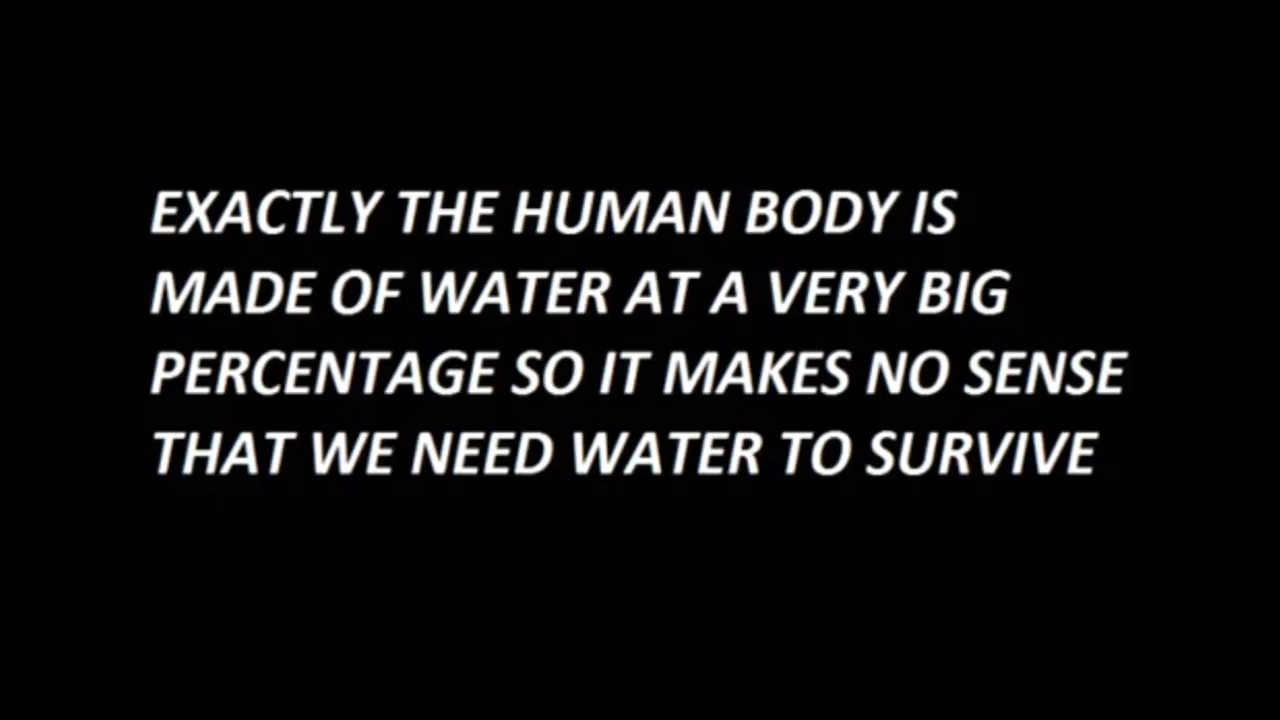 EXACTLY THE HUMAN BODY IS
MADE OF WATER AT A VERY BIG
PERCENTAGE SO IT MAKES NO SENSE
THAT WE NEED WATER TO SURVIVE